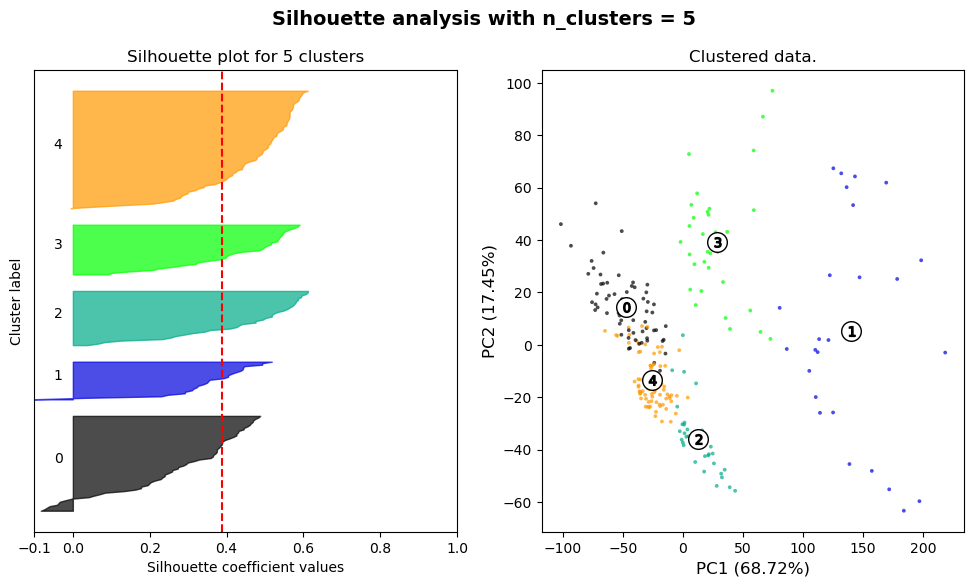 Silhouette analysis with n_clusters = 5
Silhouette plot for 5 clusters
Cluster label
4
3
2
1
0
−0.1 0.0 0.2 0.4 0.6 0.8 1.0
Silhouette coefficient values
Clustered data.
PC2 (17.45%)
100
80
60
40
20
0
−20
−40
−60
3
0
1
4
2
−100 −50 0 50 100 150 200
PC1 (68.72%)